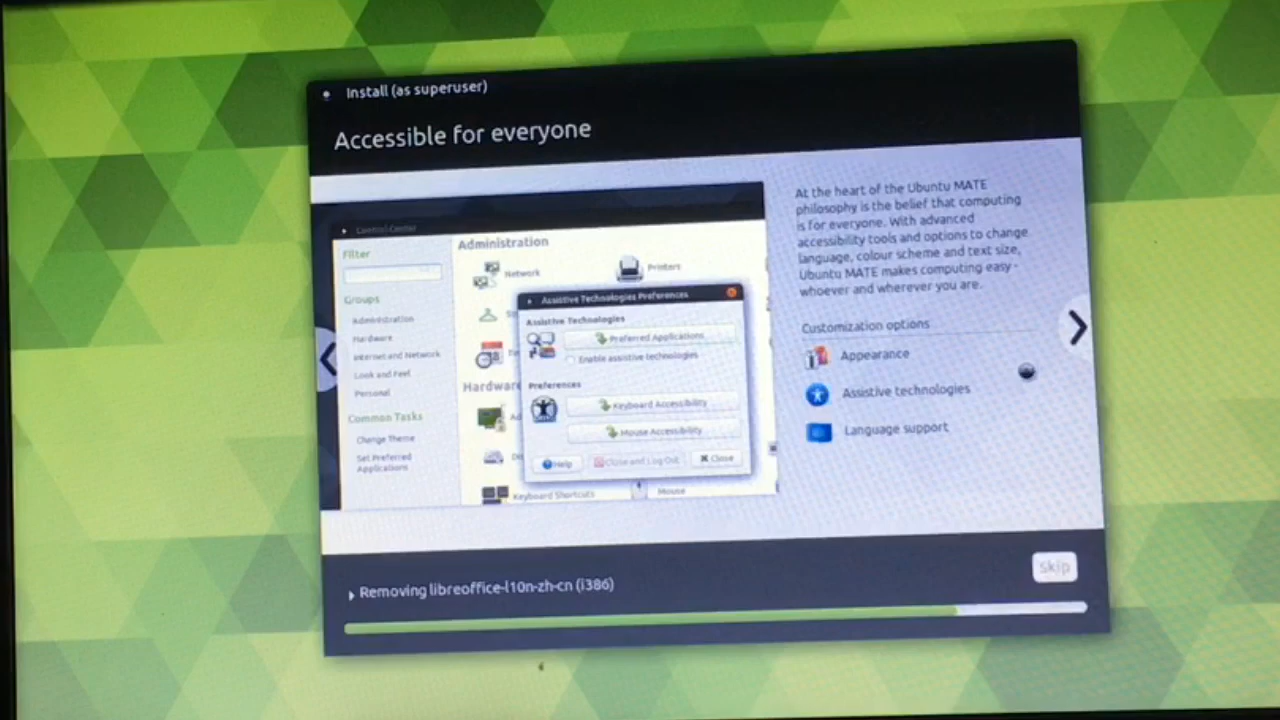 Install (as superuser)
Accessible for everyone
Control Center
Filter
Groups
Administration
Hardware
Internet and Network
Look and Feel
Personal
Common Tasks
Change Theme
Set Preferred
Applications
Administration
Network
Printers
Hardware
Keyboard Shortcuts
Mouse
Assistive Technologies Preferences
Assistive Technologies
Preferred Applications
Enable assistive technologies
Preferences
Keyboard Accessibility
Mouse Accessibility
Help
Close and Log Out
Close
At the heart of the Ubuntu MATE
philosophy is the belief that computing
is for everyone. With advanced
accessibility tools and options to change
language, colour scheme and text size,
Ubuntu MATE makes computing easy -
whoever and wherever you are.
Customization options
Appearance
Assistive technologies
Language support
Removing libreoffice-l10n-zh-cn (i386)
Skip